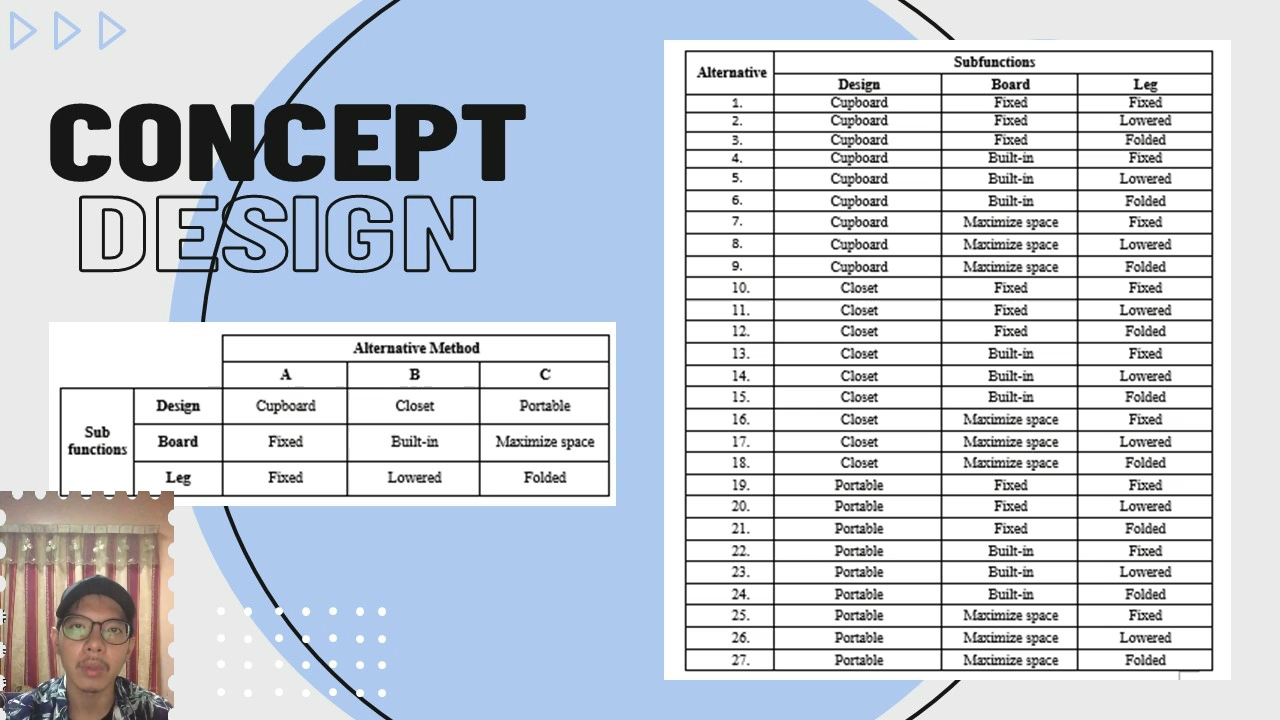 CONCEPT
DESIGN
Alternative Method
A B C
Sub functions
Design Cupboard Closet Portable
Board Fixed Built-in Maximize space
Leg Fixed Lowered Folded
Alternative Subfunctions
Design Board Leg
1. Cupboard Fixed Fixed
2. Cupboard Fixed Lowered
3. Cupboard Fixed Folded
4. Cupboard Built-in Fixed
5. Cupboard Built-in Lowered
6. Cupboard Built-in Folded
7. Cupboard Maximize space Fixed
8. Cupboard Maximize space Lowered
9. Cupboard Maximize space Folded
10. Closet Fixed Fixed
11. Closet Fixed Lowered
12. Closet Fixed Folded
13. Closet Built-in Fixed
14. Closet Built-in Lowered
15. Closet Built-in Folded
16. Closet Maximize space Fixed
17. Closet Maximize space Lowered
18. Closet Maximize space Folded
19. Portable Fixed Fixed
20. Portable Fixed Lowered
21. Portable Fixed Folded
22. Portable Built-in Fixed
23. Portable Built-in Lowered
24. Portable Built-in Folded
25. Portable Maximize space Fixed
26. Portable Maximize space Lowered
27. Portable Maximize space Folded